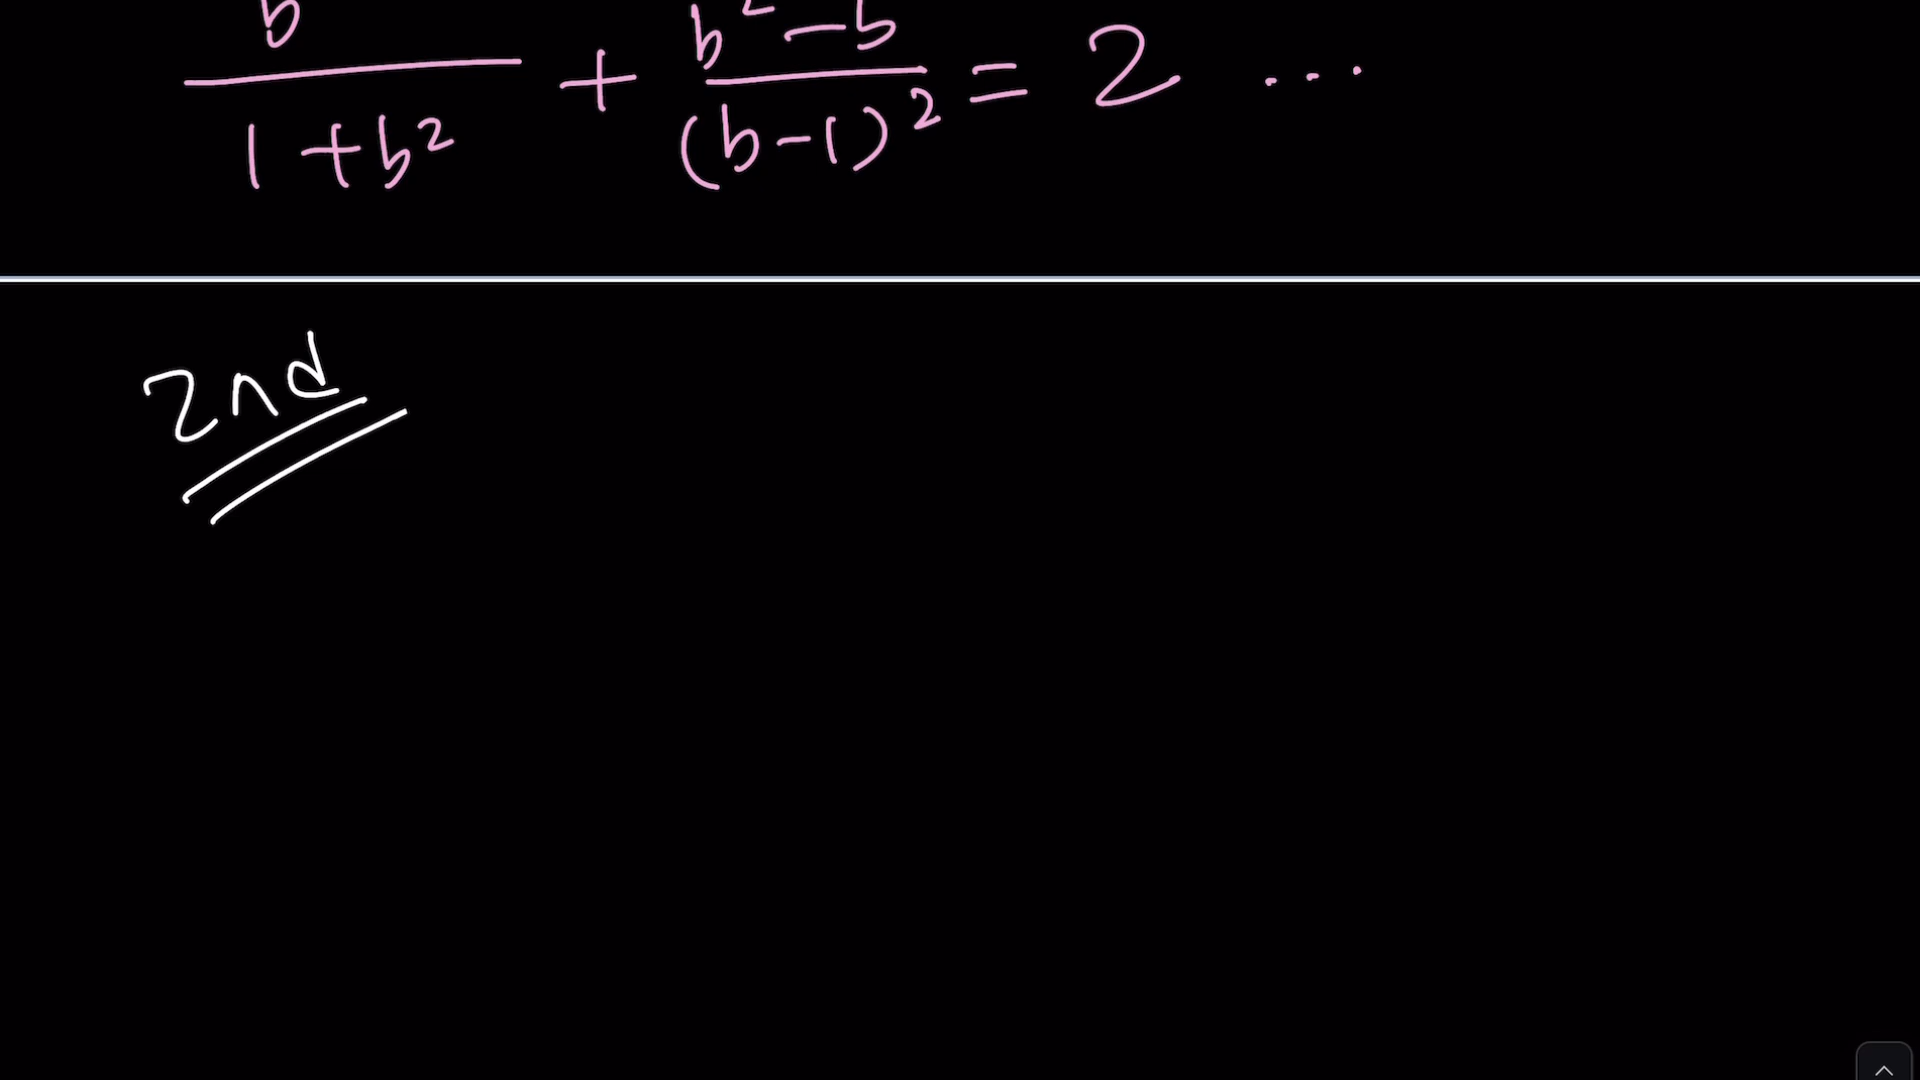 b/(1+b²) + (b²-b)/(b-1)² = 2 ...
2nd